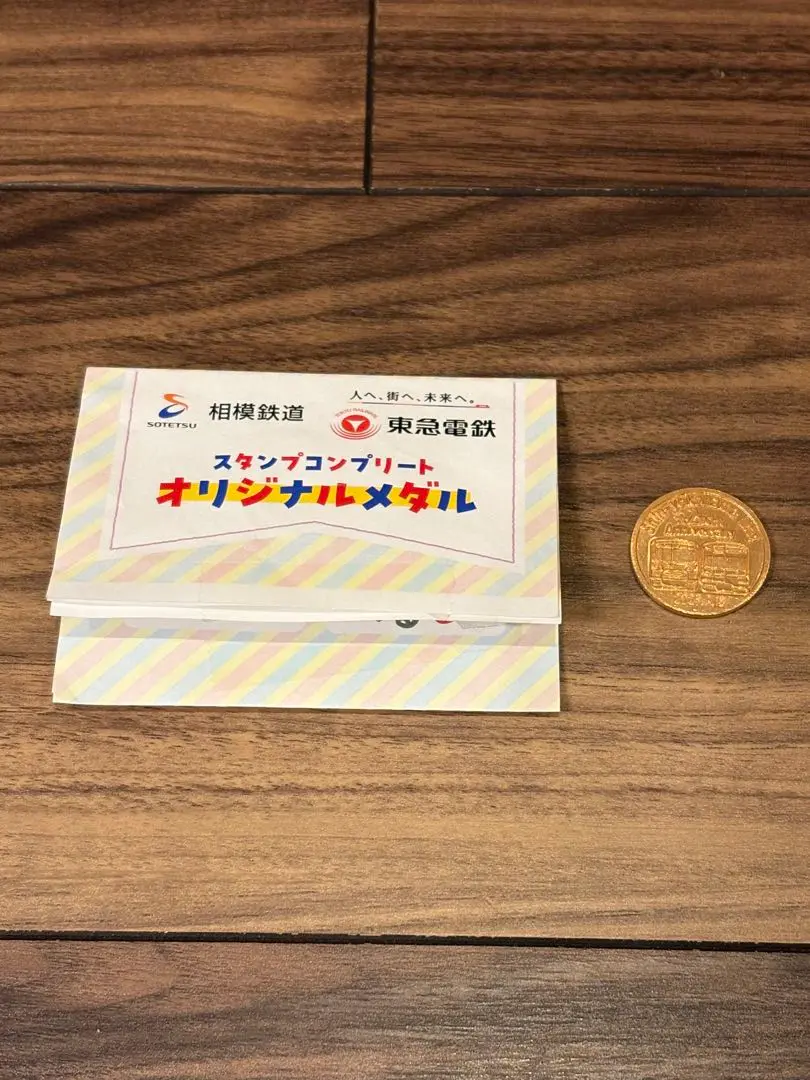 SOTETSU
相模鉄道
人へ、街へ、未来へ。
東急電鉄
スタンプコンプリート
オリジナルメダル